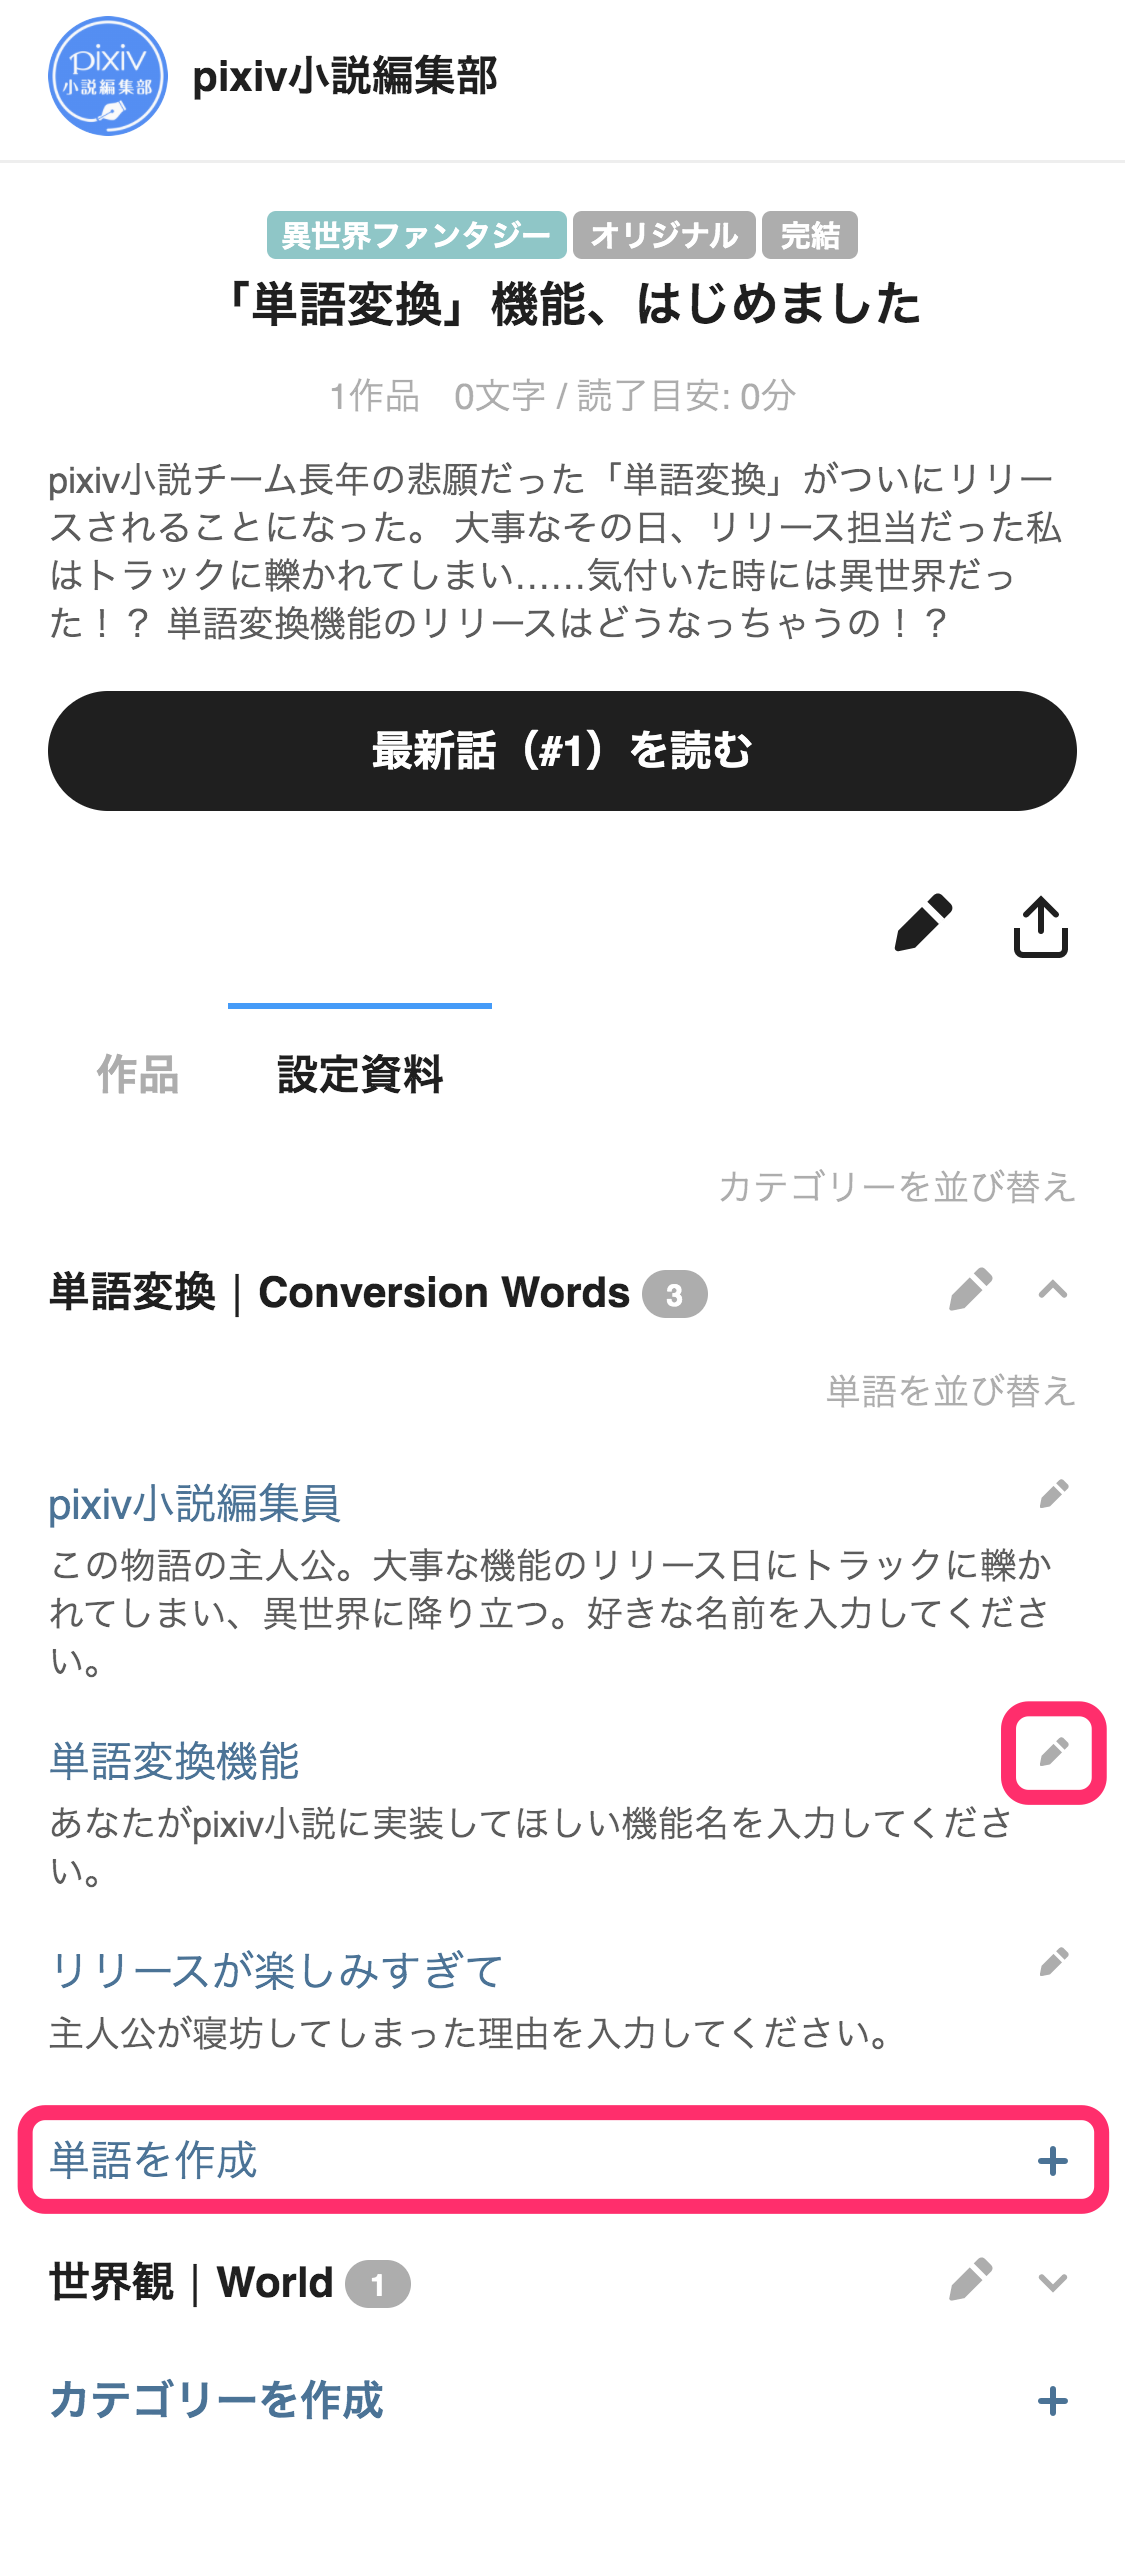 pixiv
小説編集部
pixiv小説編集部
異世界ファンタジー オリジナル 完結
「単語変換」機能、はじめました
1作品 0文字 / 読了目安: 0分
pixiv小説チーム長年の悲願だった「単語変換」がついにリリー
スされることになった。 大事なその日、リリース担当だった私
はトラックに轢かれてしまい……気付いた時には異世界だっ
た！？ 単語変換機能のリリースはどうなっちゃうの！？
最新話（#1）を読む
作品 設定資料
カテゴリーを並び替え
単語変換｜Conversion Words 3
単語を並び替え
pixiv小説編集員
この物語の主人公。大事な機能のリリース日にトラックに轢か
れてしまい、異世界に降り立つ。好きな名前を入力してくださ
い。
単語変換機能
あなたがpixiv小説に実装してほしい機能名を入力してくださ
い。
リリースが楽しみすぎて
主人公が寝坊してしまった理由を入力してください。
単語を作成
世界観｜World 1
カテゴリーを作成